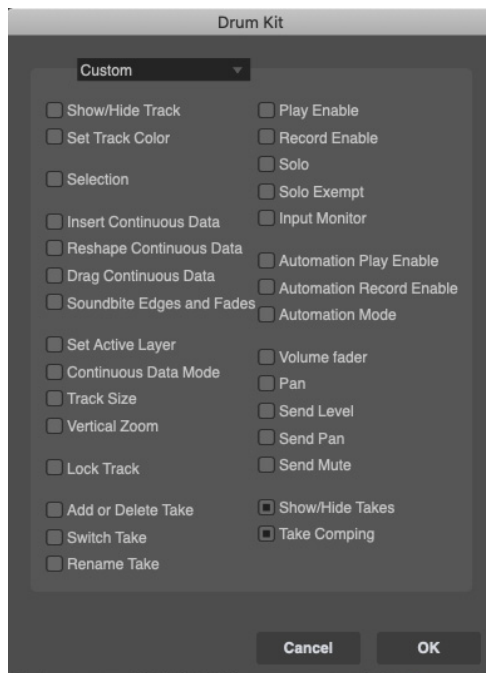 Drum Kit
Custom
Show/Hide Track
Set Track Color
Selection
Insert Continuous Data
Reshape Continuous Data
Drag Continuous Data
Soundbite Edges and Fades
Set Active Layer
Continuous Data Mode
Track Size
Vertical Zoom
Lock Track
Add or Delete Take
Switch Take
Rename Take
Play Enable
Record Enable
Solo
Solo Exempt
Input Monitor
Automation Play Enable
Automation Record Enable
Automation Mode
Volume fader
Pan
Send Level
Send Pan
Send Mute
Show/Hide Takes
Take Comping
Cancel
OK